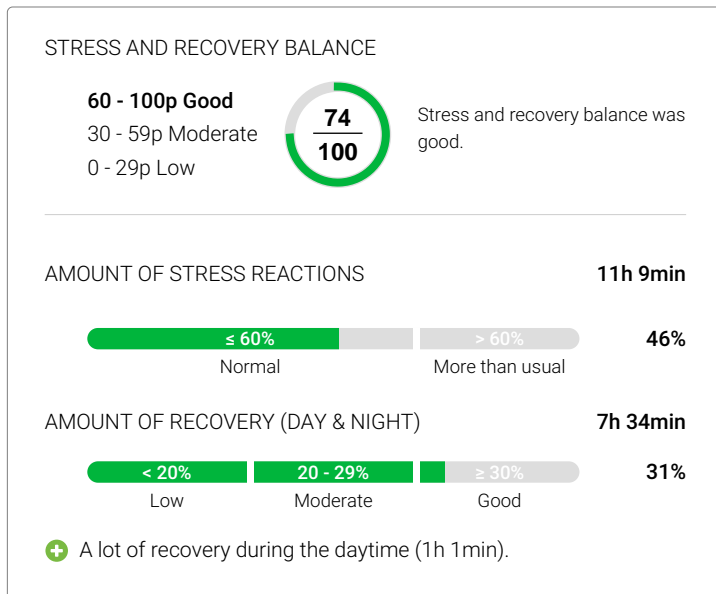 STRESS AND RECOVERY BALANCE
60 - 100p Good
30 - 59p Moderate
0 - 29p Low
74
100
Stress and recovery balance was
good.
AMOUNT OF STRESS REACTIONS 11h 9min
≤ 60% > 60% 46%
Normal More than usual
AMOUNT OF RECOVERY (DAY & NIGHT) 7h 34min
< 20% 20 - 29% ≥ 30% 31%
Low Moderate Good
A lot of recovery during the daytime (1h 1min).